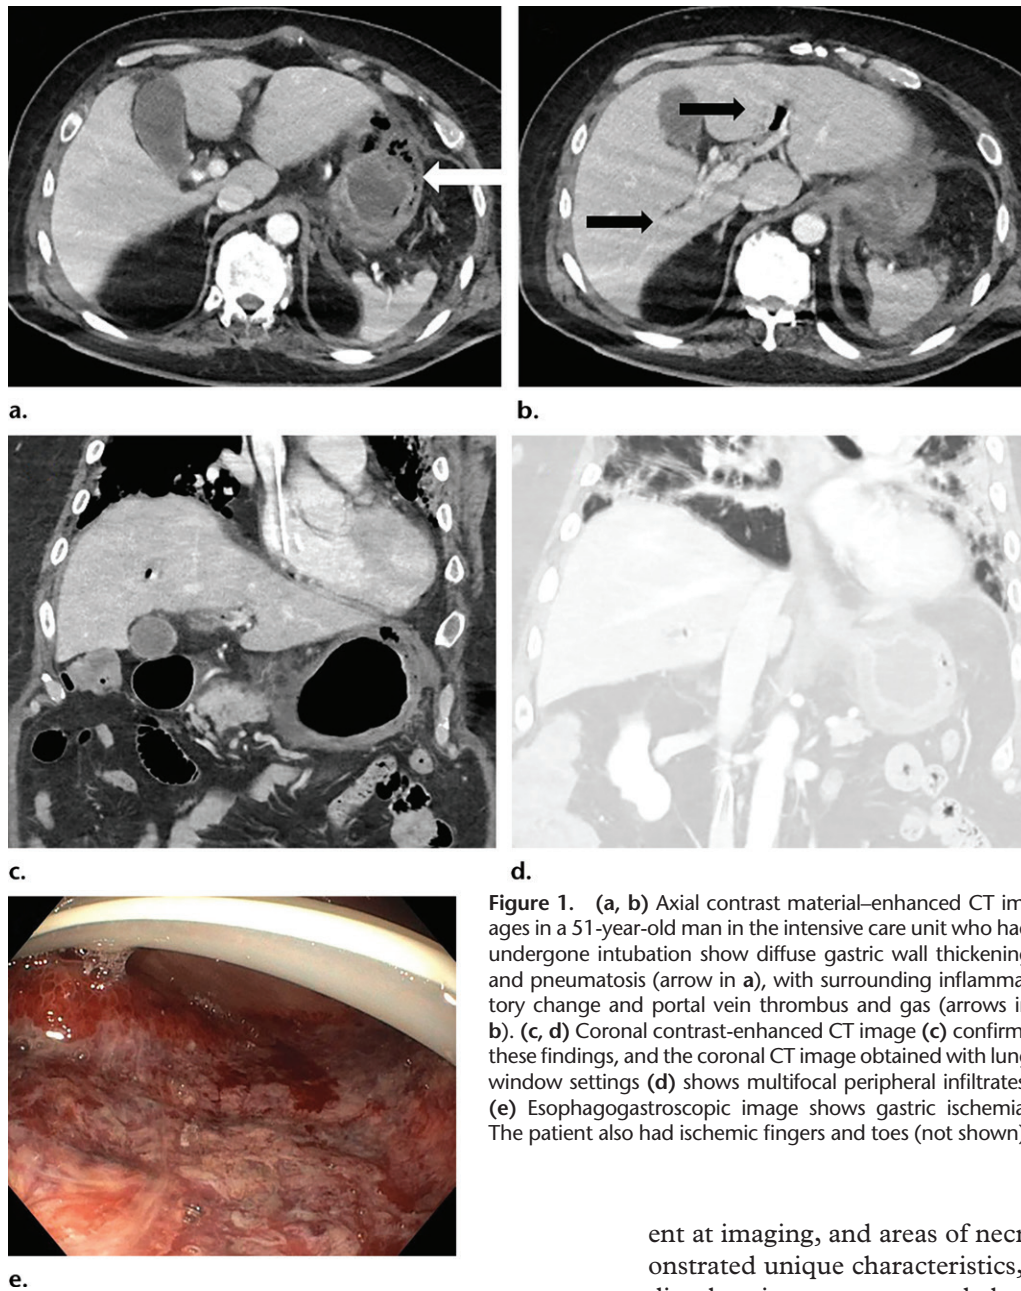 a.
b.
c.
d.
Figure 1. (a, b) Axial contrast material–enhanced CT im
ages in a 51-year-old man in the intensive care unit who ha
undergone intubation show diffuse gastric wall thickening
and pneumatosis (arrow in a), with surrounding inflamma
tory change and portal vein thrombus and gas (arrows i
b). (c, d) Coronal contrast-enhanced CT image (c) confirm
these findings, and the coronal CT image obtained with lung
window settings (d) shows multifocal peripheral infiltrates
(e) Esophagogastroscopic image shows gastric ischemia
The patient also had ischemic fingers and toes (not shown)
ent at imaging, and areas of necr
onstrated unique characteristics,
e.